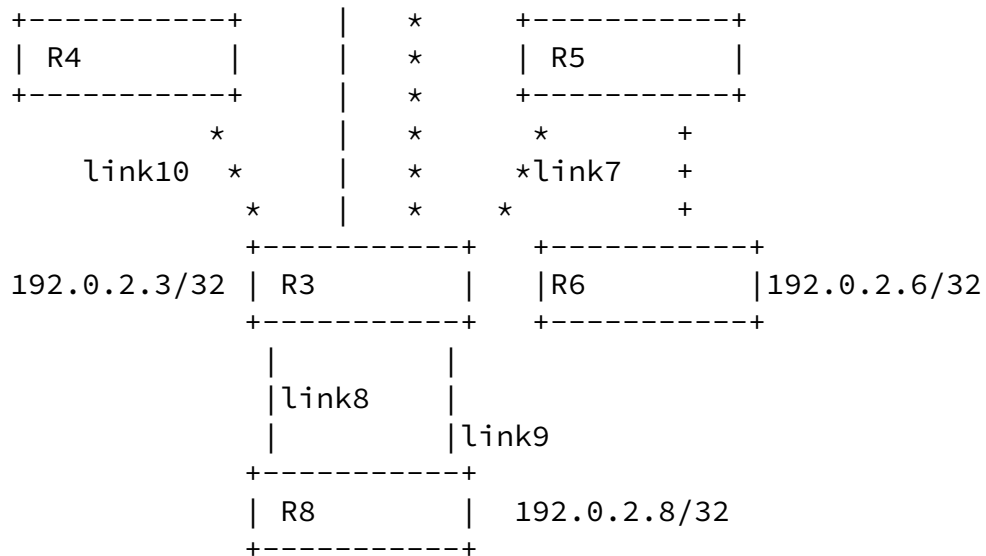 +-----------+      |   *     +-----------+
| R4        |      |   *     | R5        |
+-----------+      |   *     +-----------+
           *       |   *      *       +
    link10  *      |   *     *link7   +
             *     |   *    *         +
             +-----------+   +-----------+
192.0.2.3/32 | R3        |   |R6         |192.0.2.6/32
             +-----------+   +-----------+
              |         |
              |link8    |
              |         |link9
             +-----------+
             | R8        |  192.0.2.8/32
             +-----------+